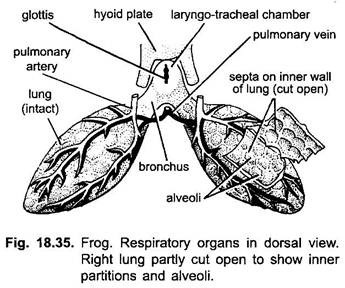 glottis
hyoid plate
laryngo-tracheal chamber
pulmonary vein
pulmonary
artery
septa on inner wall
of lung (cut open)
lung
(intact)
bronchus
alveoli
Fig. 18.35. Frog. Respiratory organs in dorsal view.
Right lung partly cut open to show inner
partitions and alveoli.